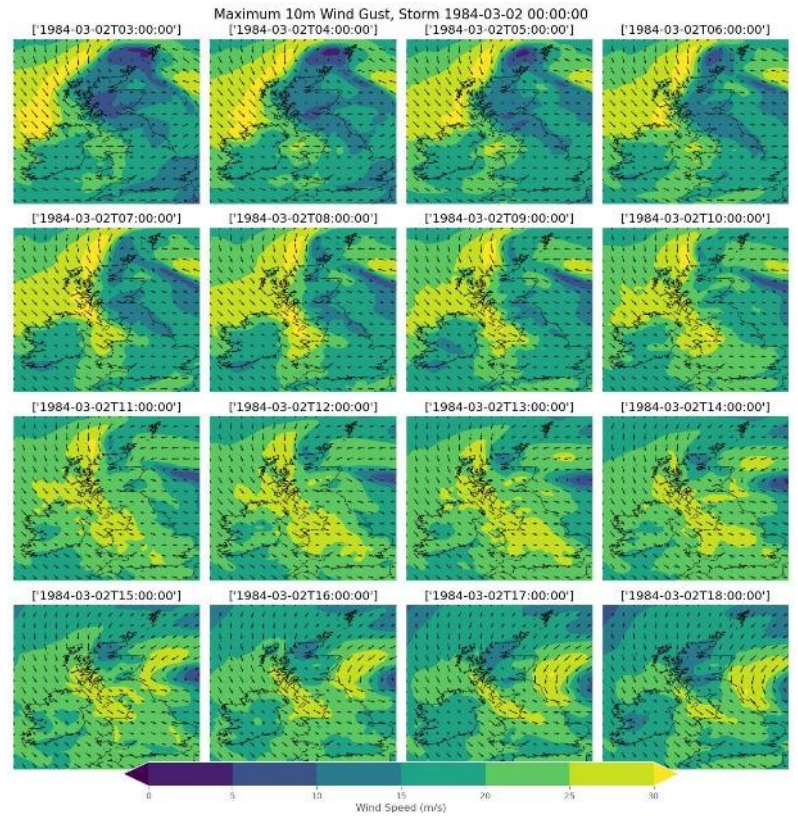 Maximum 10m Wind Gust, Storm 1984-03-02 00:00:00
['1984-03-02T03:00:00'] ['1984-03-02T04:00:00'] ['1984-03-02T05:00:00'] ['1984-03-02T06:00:00']
['1984-03-02T07:00:00'] ['1984-03-02T08:00:00'] ['1984-03-02T09:00:00'] ['1984-03-02T10:00:00']
['1984-03-02T11:00:00'] ['1984-03-02T12:00:00'] ['1984-03-02T13:00:00'] ['1984-03-02T14:00:00']
['1984-03-02T15:00:00'] ['1984-03-02T16:00:00'] ['1984-03-02T17:00:00'] ['1984-03-02T18:00:00']
0 5 10 15 20 25 30
Wind Speed (m/s)